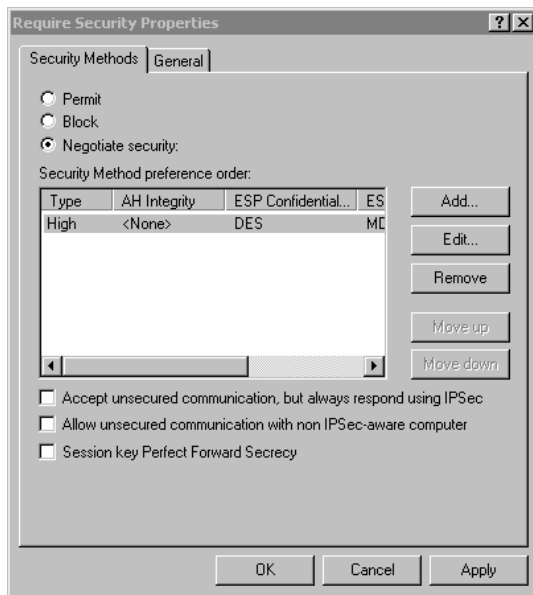 Require Security Properties
Security Methods General
Permit
Block
Negotiate security:
Security Method preference order:
Type AH Integrity ESP Confidential... ES
High <None> DES MD
Add...
Edit...
Remove
Move up
Move down
Accept unsecured communication, but always respond using IPSec
Allow unsecured communication with non IPSec-aware computer
Session key Perfect Forward Secrecy
OK Cancel Apply